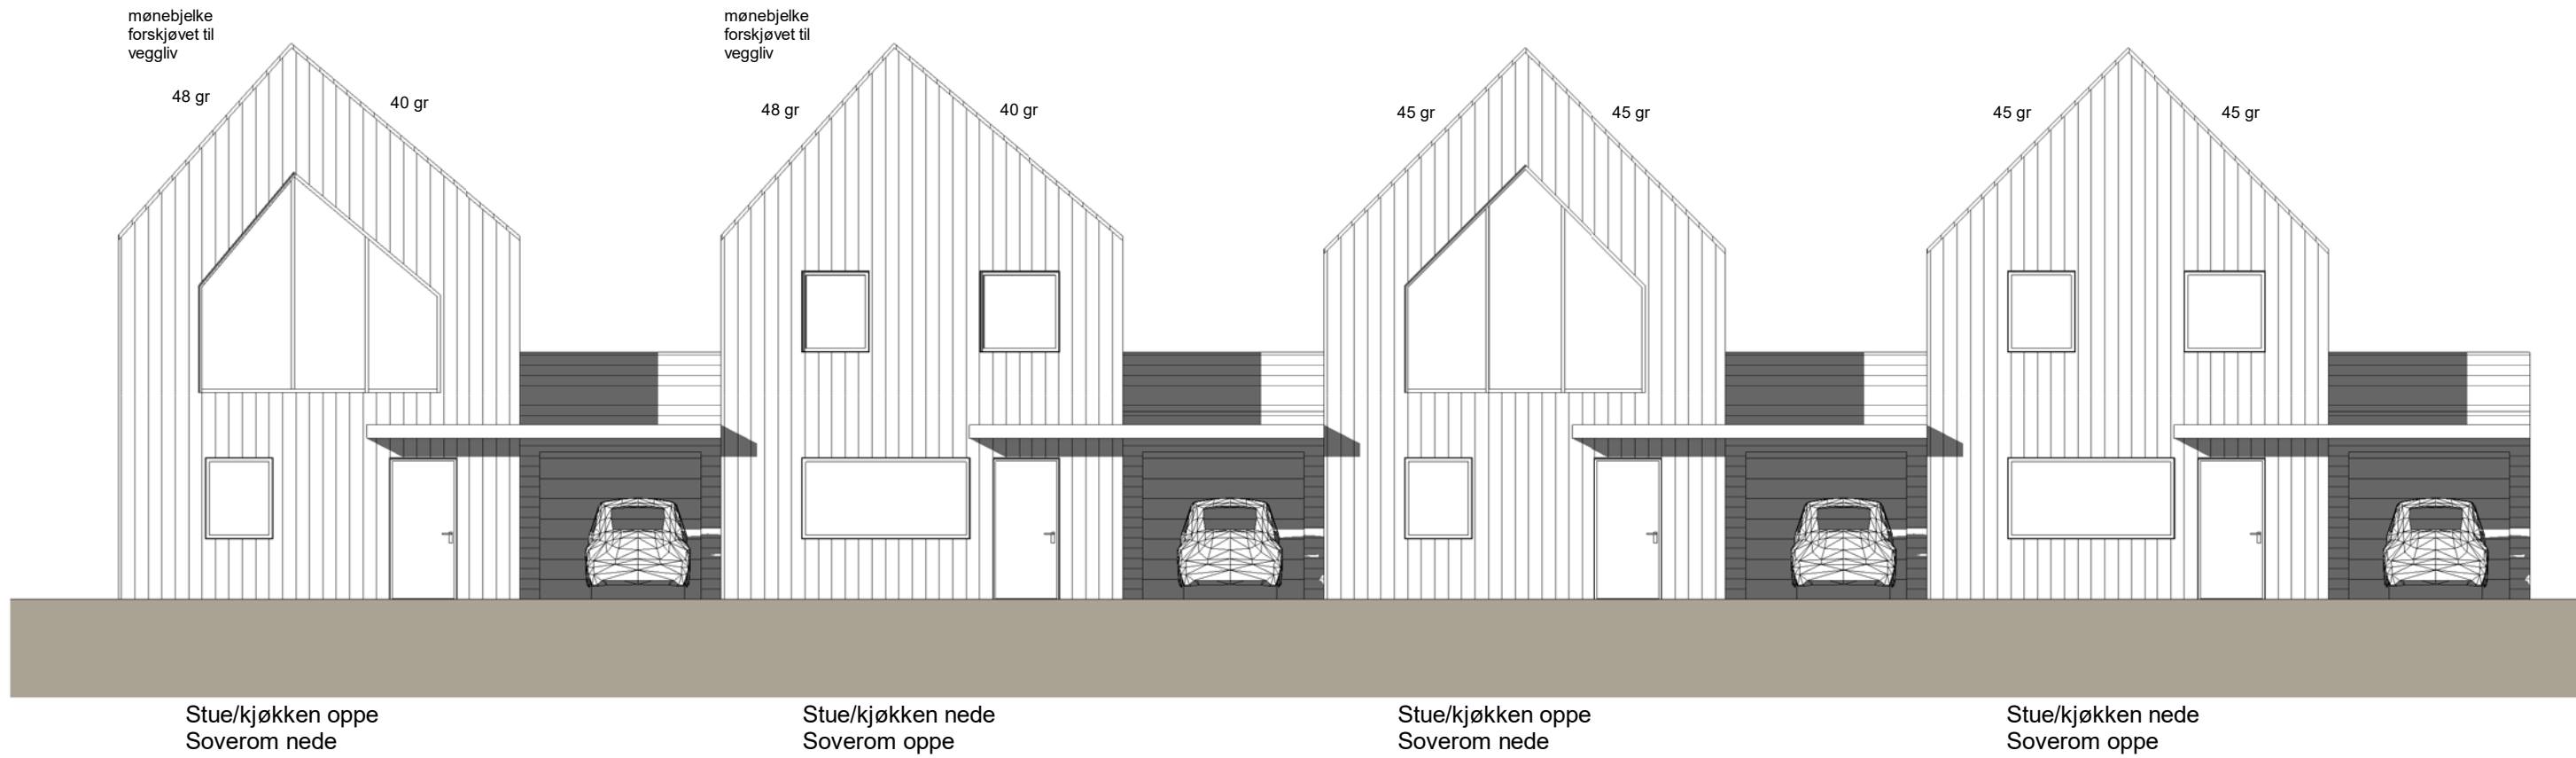 mønebjelke
forskjøvet til
veggliv
48 gr
40 gr
mønebjelke
forskjøvet til
veggliv
48 gr
40 gr
45 gr
45 gr
45 gr
45 gr
Stue/kjøkken oppe
Soverom nede
Stue/kjøkken nede
Soverom oppe
Stue/kjøkken oppe
Soverom nede
Stue/kjøkken nede
Soverom oppe